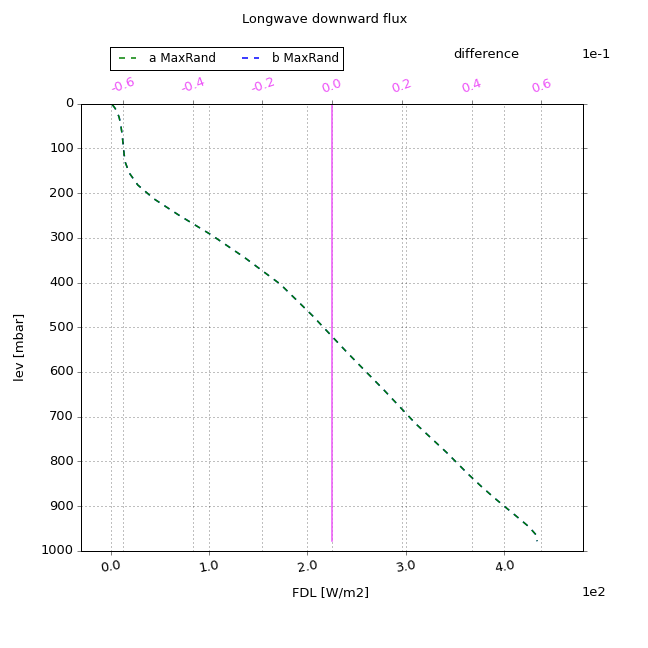 Longwave downward flux
a MaxRand b MaxRand difference 1e-1
-0.6 -0.4 -0.2 0.0 0.2 0.4 0.6
0
100
200
300
400
500
600
700
800
900
1000
lev [mbar]
0.0 1.0 2.0 3.0 4.0
FDL [W/m2] 1e2